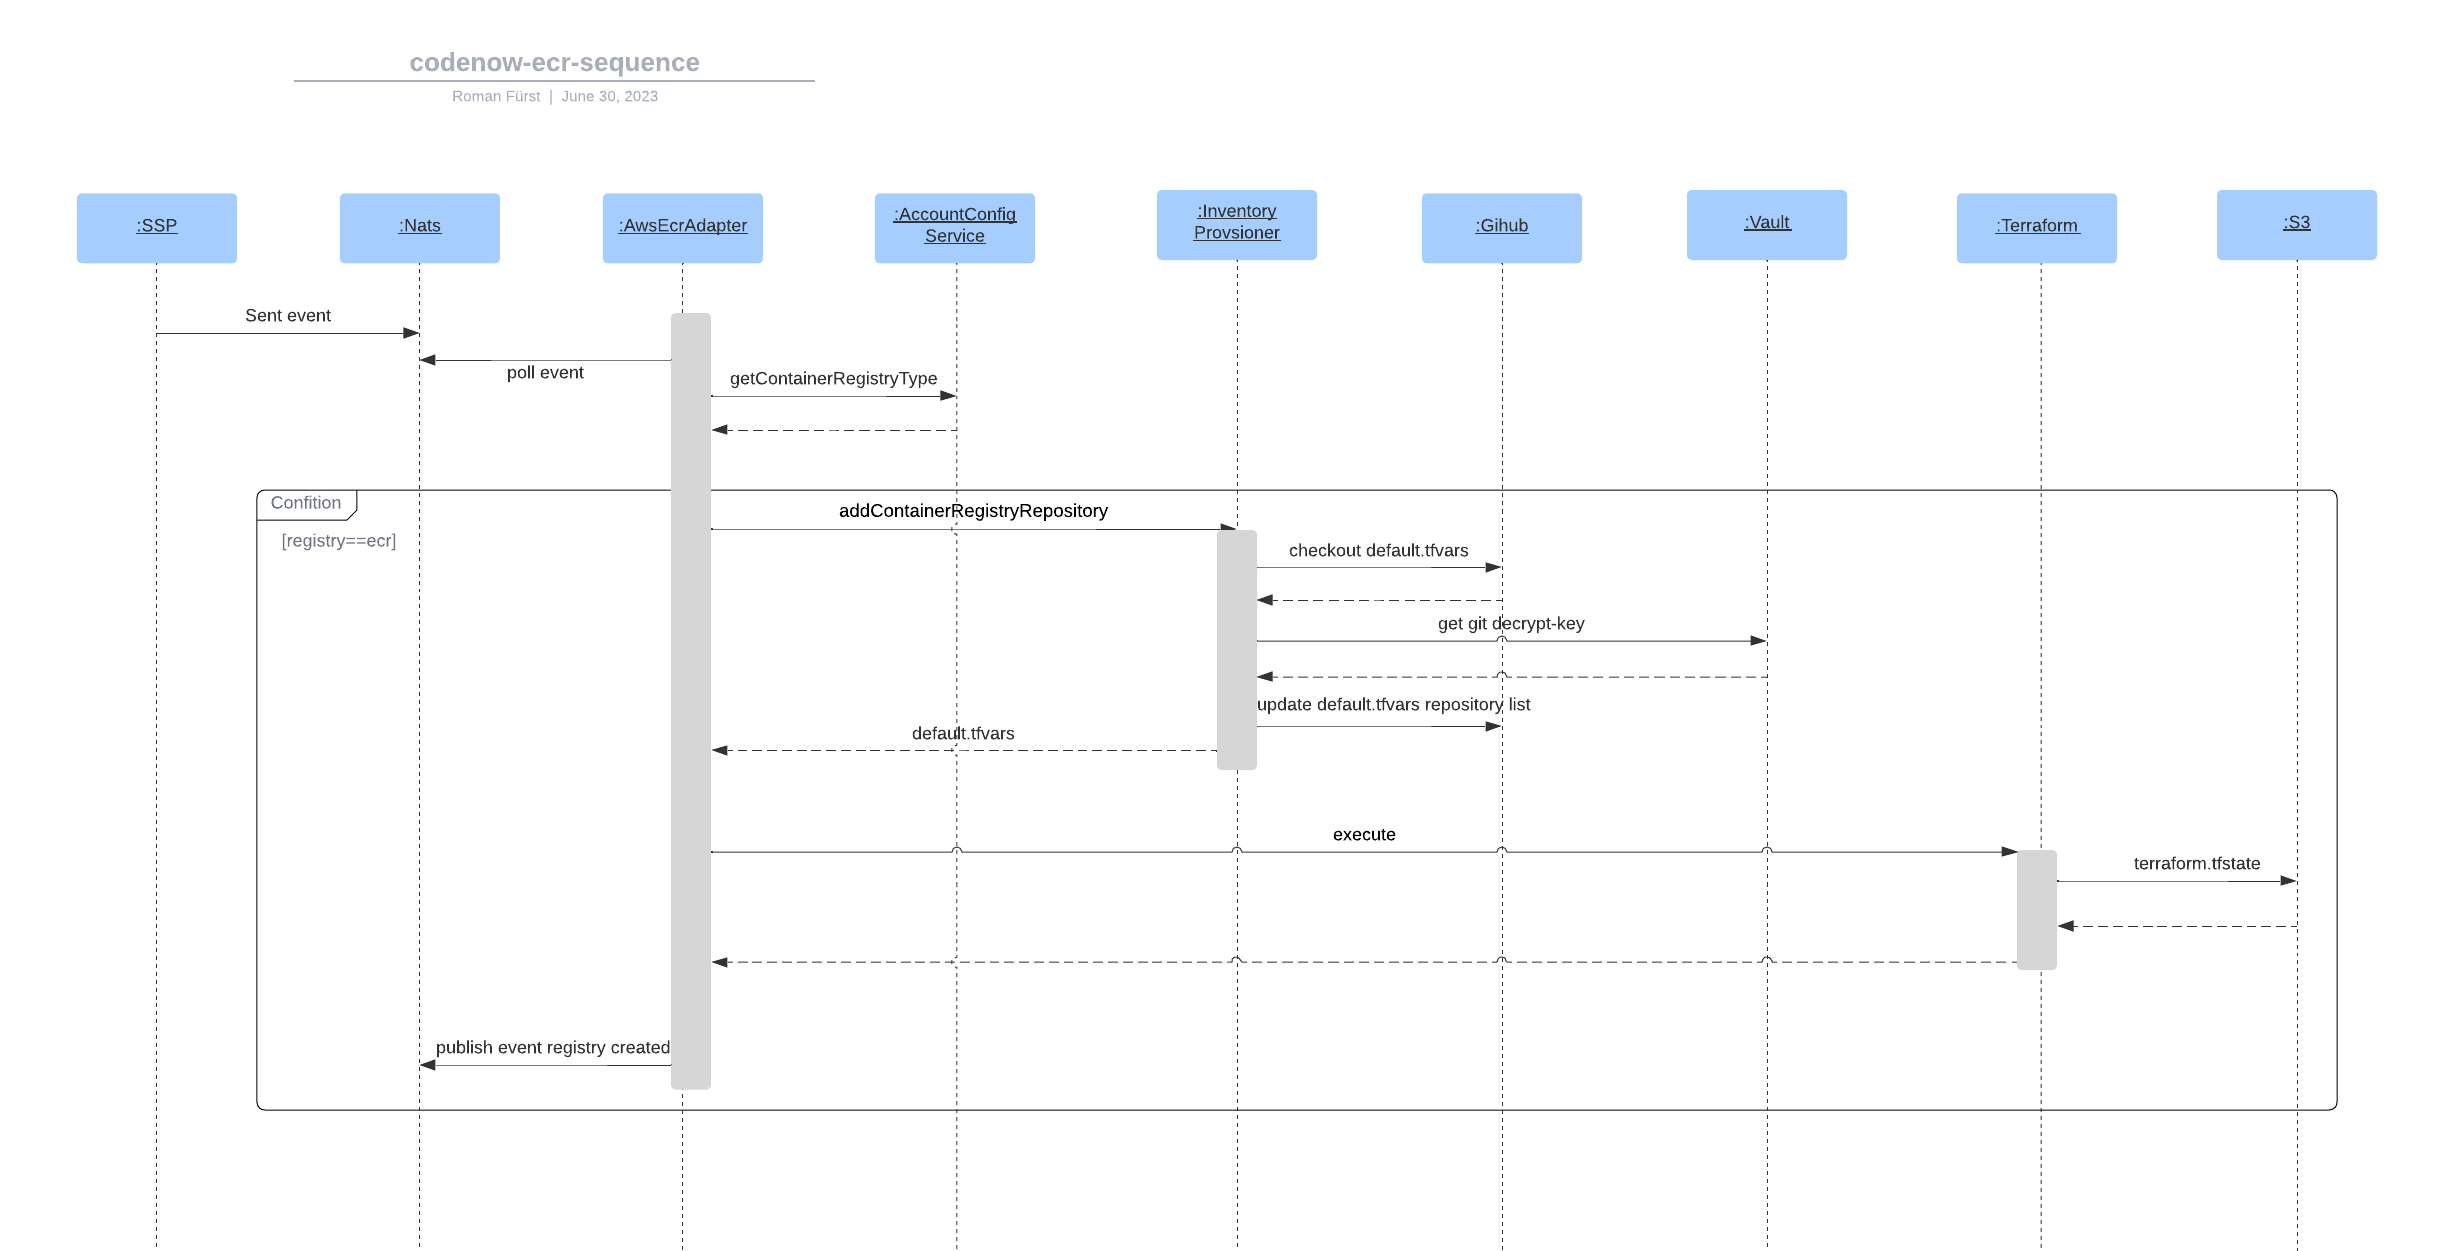 codenow-ecr-sequence
Roman Fürst | June 30, 2023
:SSP
:Nats
:AwsEcrAdapter
:AccountConfig
Service
:Inventory
Provsioner
:Gihub
:Vault
:Terraform
:S3
Sent event
poll event
getContainerRegistryType
Confition
addContainerRegistryRepository
[registry==ecr]
checkout default.tfvars
get git decrypt-key
update default.tfvars repository list
default.tfvars
execute
terraform.tfstate
publish event registry created